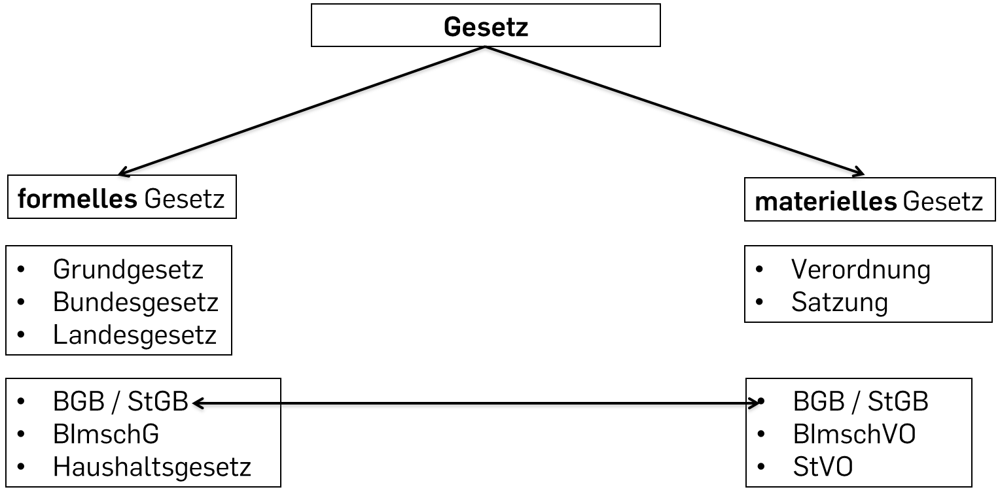 Gesetz
formelles Gesetz
materielles Gesetz
• Grundgesetz
• Bundesgesetz
• Landesgesetz
• Verordnung
• Satzung
• BGB / StGB
• BImschG
• Haushaltsgesetz
• BGB / StGB
• BImschVO
• StVO